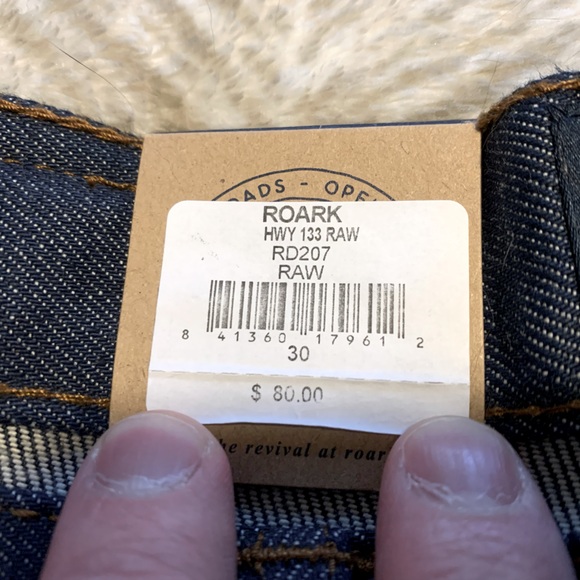 OADS - OPE
ROARK
HWY 133 RAW
RD207
RAW
8 41360 17961 2
30
$ 80.00
he revival at roar